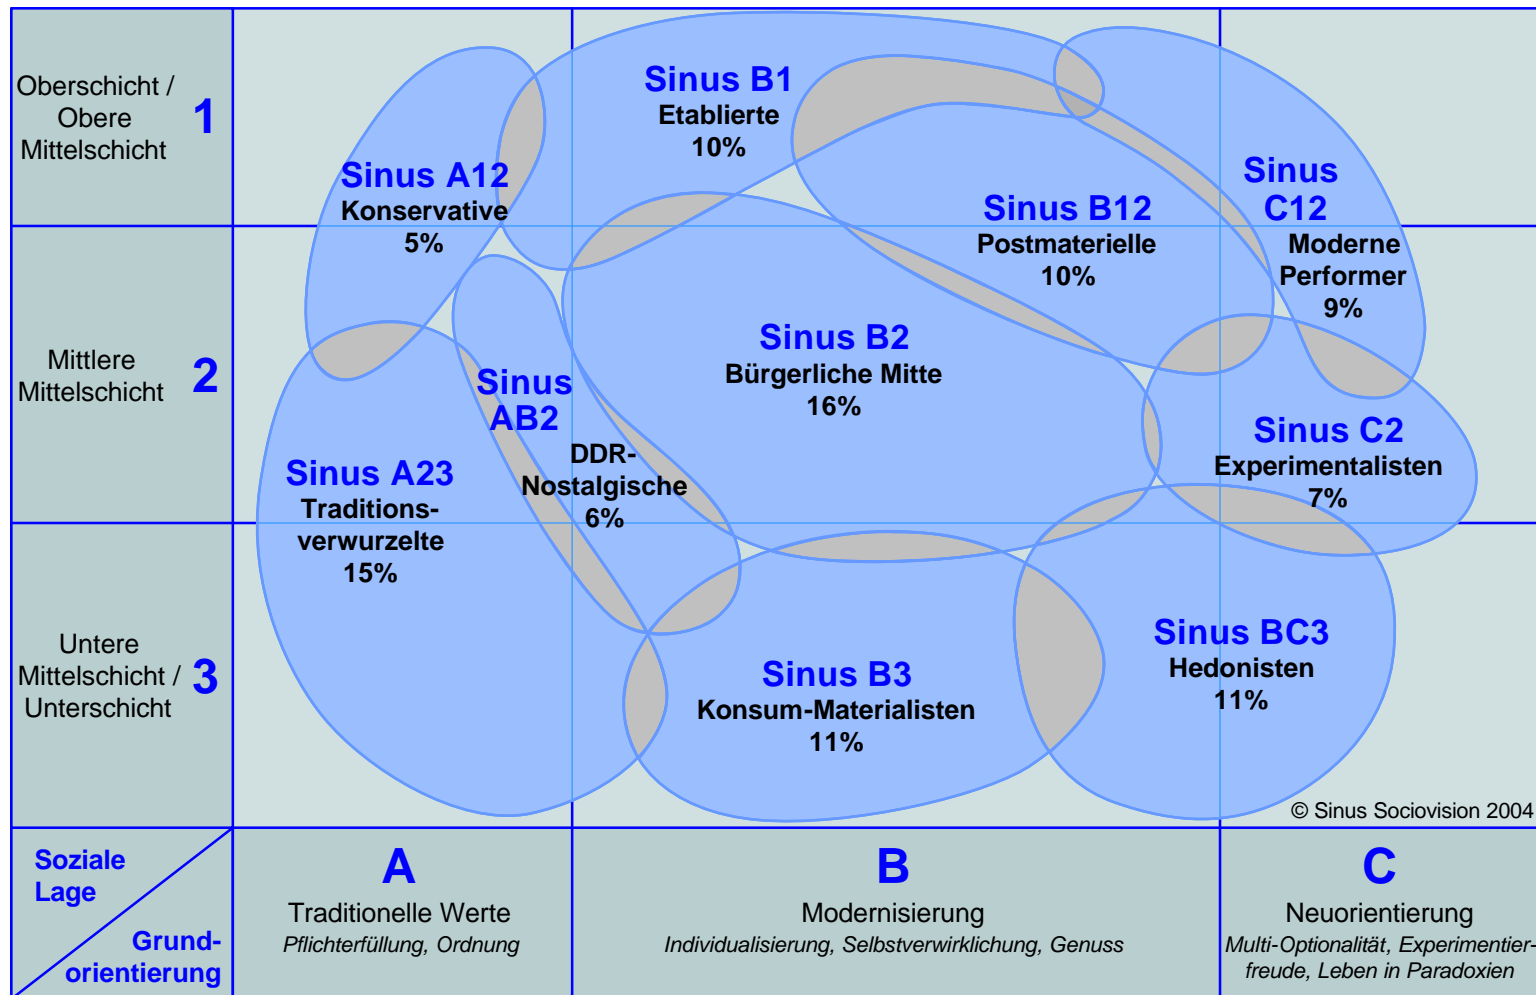 Oberschicht /
Obere
Mittelschicht
1
Sinus B1
Etablierte
10%
Sinus A12
Konservative
5%
Sinus B12
Postmaterielle
10%
Sinus
C12
Moderne
Performer
9%
Mittlere
Mittelschicht
2
Sinus B2
Bürgerliche Mitte
16%
Sinus
AB2
DDR-
Nostalgische
6%
Sinus A23
Traditions-
verwurzelte
15%
Sinus C2
Experimentalisten
7%
Untere
Mittelschicht /
Unterschicht
3
Sinus B3
Konsum-Materialisten
11%
Sinus BC3
Hedonisten
11%
© Sinus Sociovision 2004
Soziale
Lage
Grund-
orientierung
A
Traditionelle Werte
Pflichterfüllung, Ordnung
B
Modernisierung
Individualisierung, Selbstverwirklichung, Genuss
C
Neuorientierung
Multi-Optionalität, Experimentier-
freude, Leben in Paradoxien